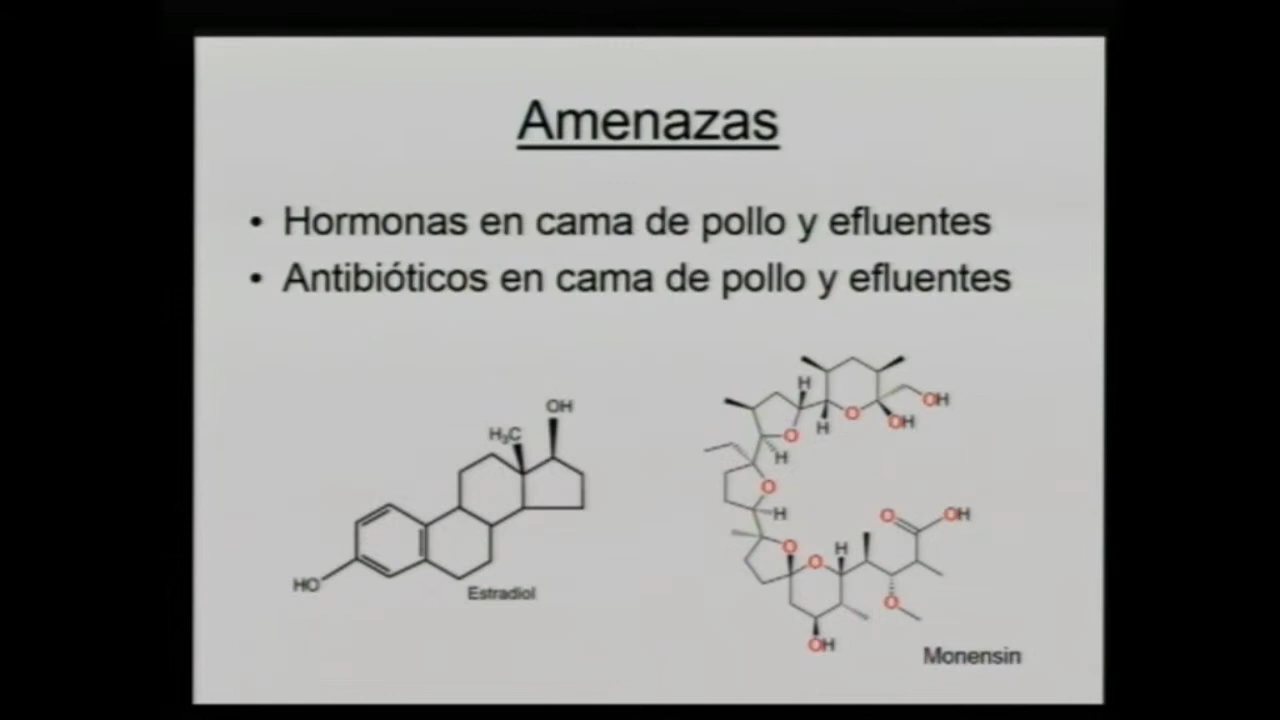 Amenazas
• Hormonas en cama de pollo y efluentes
• Antibióticos en cama de pollo y efluentes
OH
H₃C
HO
Estradiol
H
OH
O
H
OH
O
H
O
H
O
OH
O
O
H
O
OH
Monensin